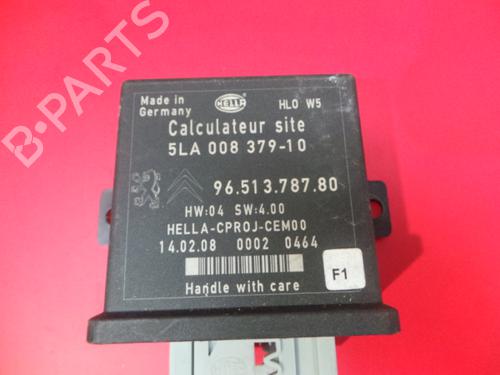 B-PARTS
Made in
Germany
HELLA
HLO W5
Calculateur site
5LA 008 379-10
96.513.787.80
HW:04 SW:4.00
HELLA-CPROJ-CEM00
14.02.08 0002 0464
Handle with care
F1